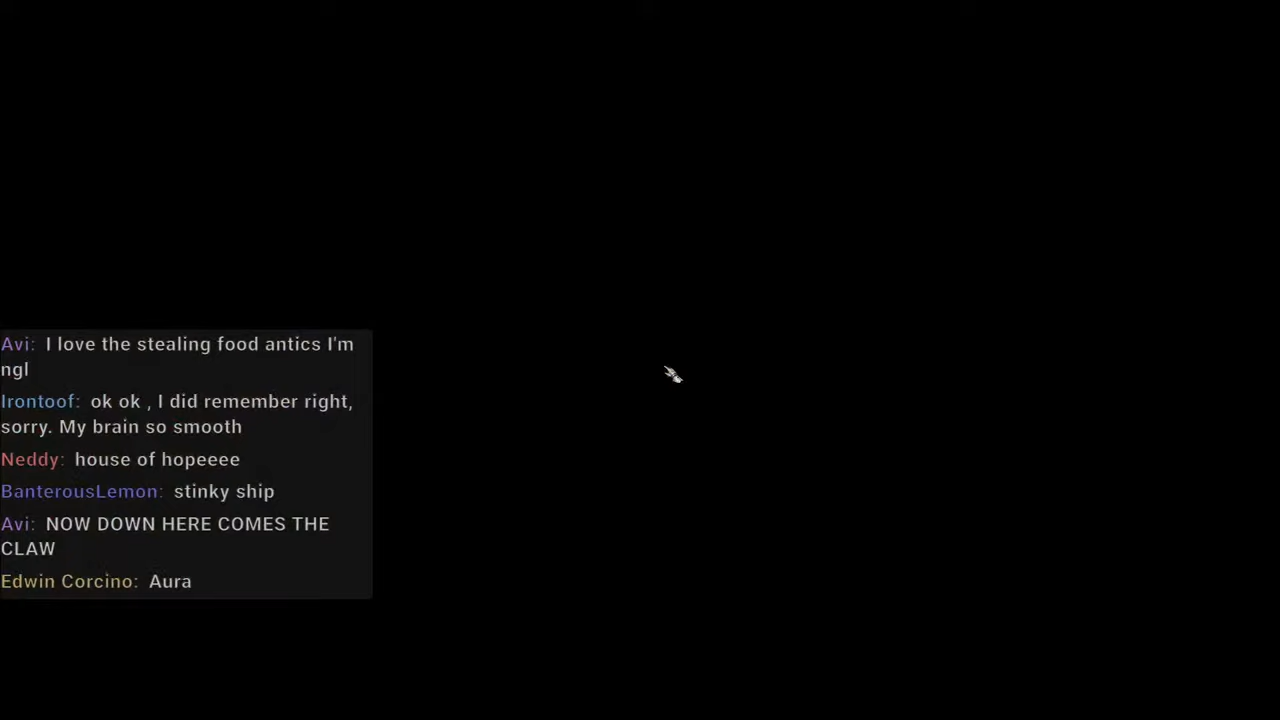 Avi: I love the stealing food antics I'm
ngl
Irontoof: ok ok , I did remember right,
sorry. My brain so smooth
Neddy: house of hopeeee
BanterousLemon: stinky ship
Avi: NOW DOWN HERE COMES THE
CLAW
Edwin Corcino: Aura